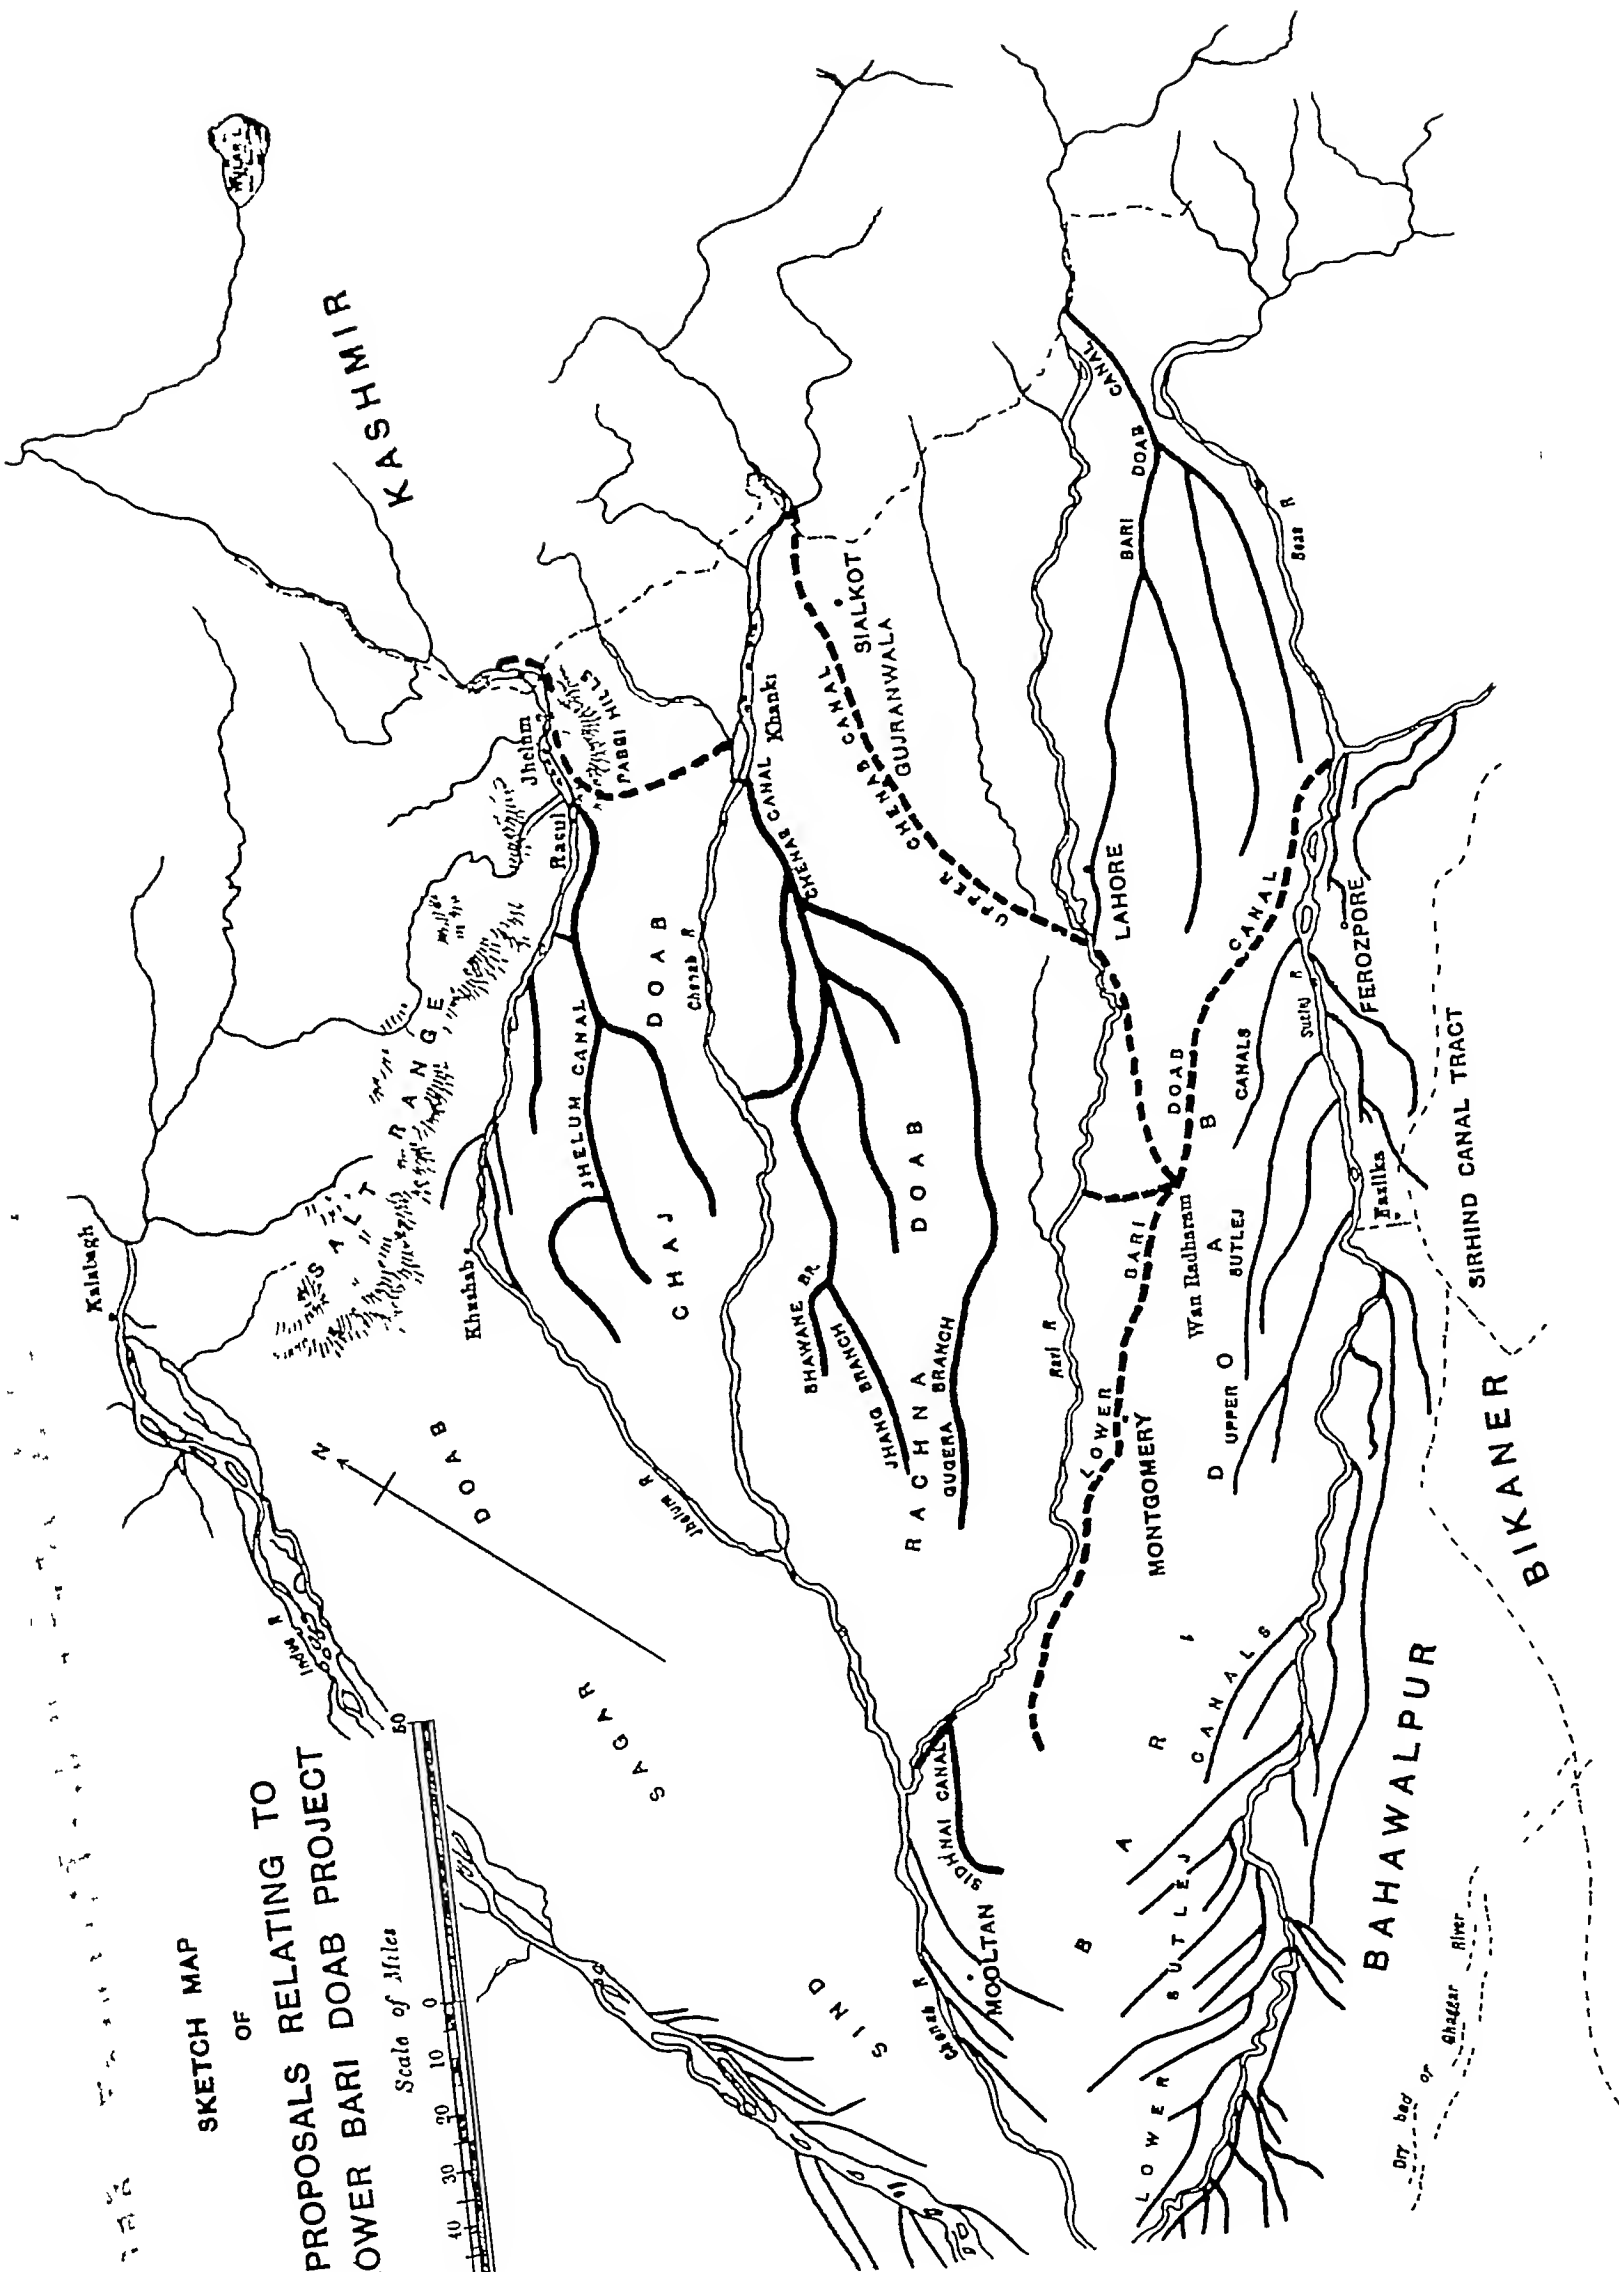 SKETCH MAP
OF
PROPOSALS RELATING TO
OWER BARI DOAB PROJECT
Scale of Miles
40 30 20 10 0 50
WULAR L
KASHMIR
Kalabagh
SALT RANGE
Jhelum
PABBI HILLS
Rasul
Khushab
Khanki
JHELUM CANAL
CHAJ DOAB
Chenab R
CHENAB CANAL
CHENAB
UPPER CHENAB CANAL
SIALKOT
GUJRANWALA
BARI DOAB CANAL
Beas R
LAHORE
FEROZPORE
Sutlej R
LOWER BARI DOAB CANAL
Wan Radharam
UPPER SUTLEJ CANALS
Fazilka
SIRHIND CANAL TRACT
BHAWANE BR
JHANG BRANCH
GUGERA BRANCH
RACHNA DOAB
Ravi R
MONTGOMERY
N
Indus R
Jhelum R
SIND SAGAR DOAB
SIDHNAI CANAL
MOOLTAN
Chenab R
BARI DOAB
LOWER SUTLEJ CANALS
BAHAWALPUR
BIKANER
Dry bed of Ghaggar River